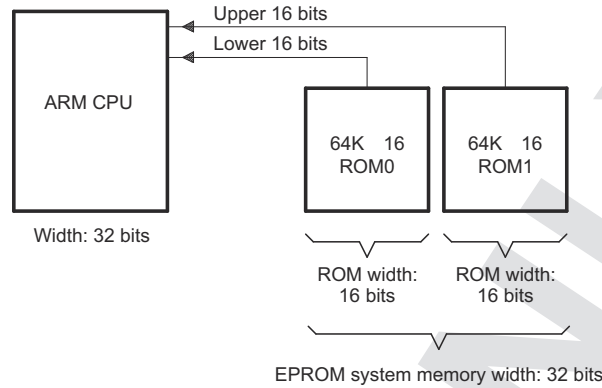 Upper 16 bits
Lower 16 bits
ARM CPU
64K 16
ROM0
64K 16
ROM1
Width: 32 bits
ROM width:
16 bits
ROM width:
16 bits
EPROM system memory width: 32 bits